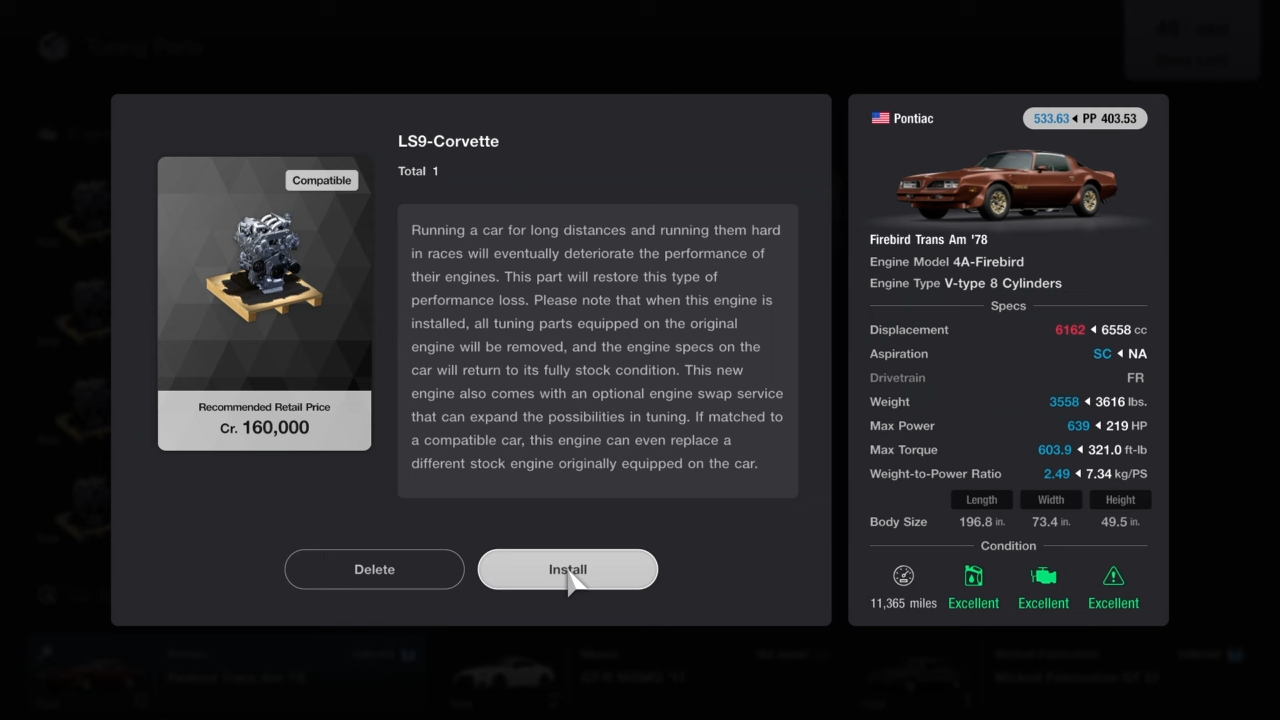 LS9-Corvette
Total 1
Compatible
Recommended Retail Price
Cr. 160,000
Running a car for long distances and running them hard
in races will eventually deteriorate the performance of
their engines. This part will restore this type of
performance loss. Please note that when this engine is
installed, all tuning parts equipped on the original
engine will be removed, and the engine specs on the
car will return to its fully stock condition. This new
engine also comes with an optional engine swap service
that can expand the possibilities in tuning. If matched to
a compatible car, this engine can even replace a
different stock engine originally equipped on the car.
Delete
Install
Pontiac
533.63 ◀ PP 403.53
Firebird Trans Am '78
Engine Model 4A-Firebird
Engine Type V-type 8 Cylinders
Specs
Displacement 6162 ◀ 6558 cc
Aspiration SC ◀ NA
Drivetrain FR
Weight 3558 ◀ 3616 lbs.
Max Power 639 ◀ 219 HP
Max Torque 603.9 ◀ 321.0 ft-lb
Weight-to-Power Ratio 2.49 ◀ 7.34 kg/PS
Length Width Height
Body Size 196.8 in. 73.4 in. 49.5 in.
Condition
11,365 miles Excellent Excellent Excellent